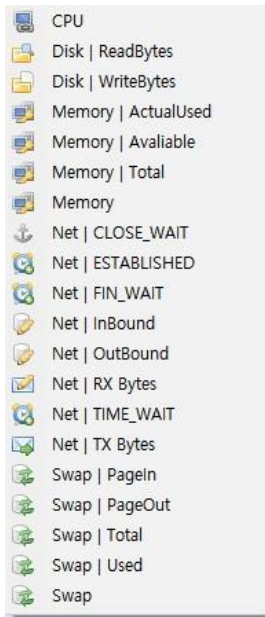 CPU
Disk | ReadBytes
Disk | WriteBytes
Memory | ActualUsed
Memory | Avaliable
Memory | Total
Memory
Net | CLOSE_WAIT
Net | ESTABLISHED
Net | FIN_WAIT
Net | InBound
Net | OutBound
Net | RX Bytes
Net | TIME_WAIT
Net | TX Bytes
Swap | PageIn
Swap | PageOut
Swap | Total
Swap | Used
Swap